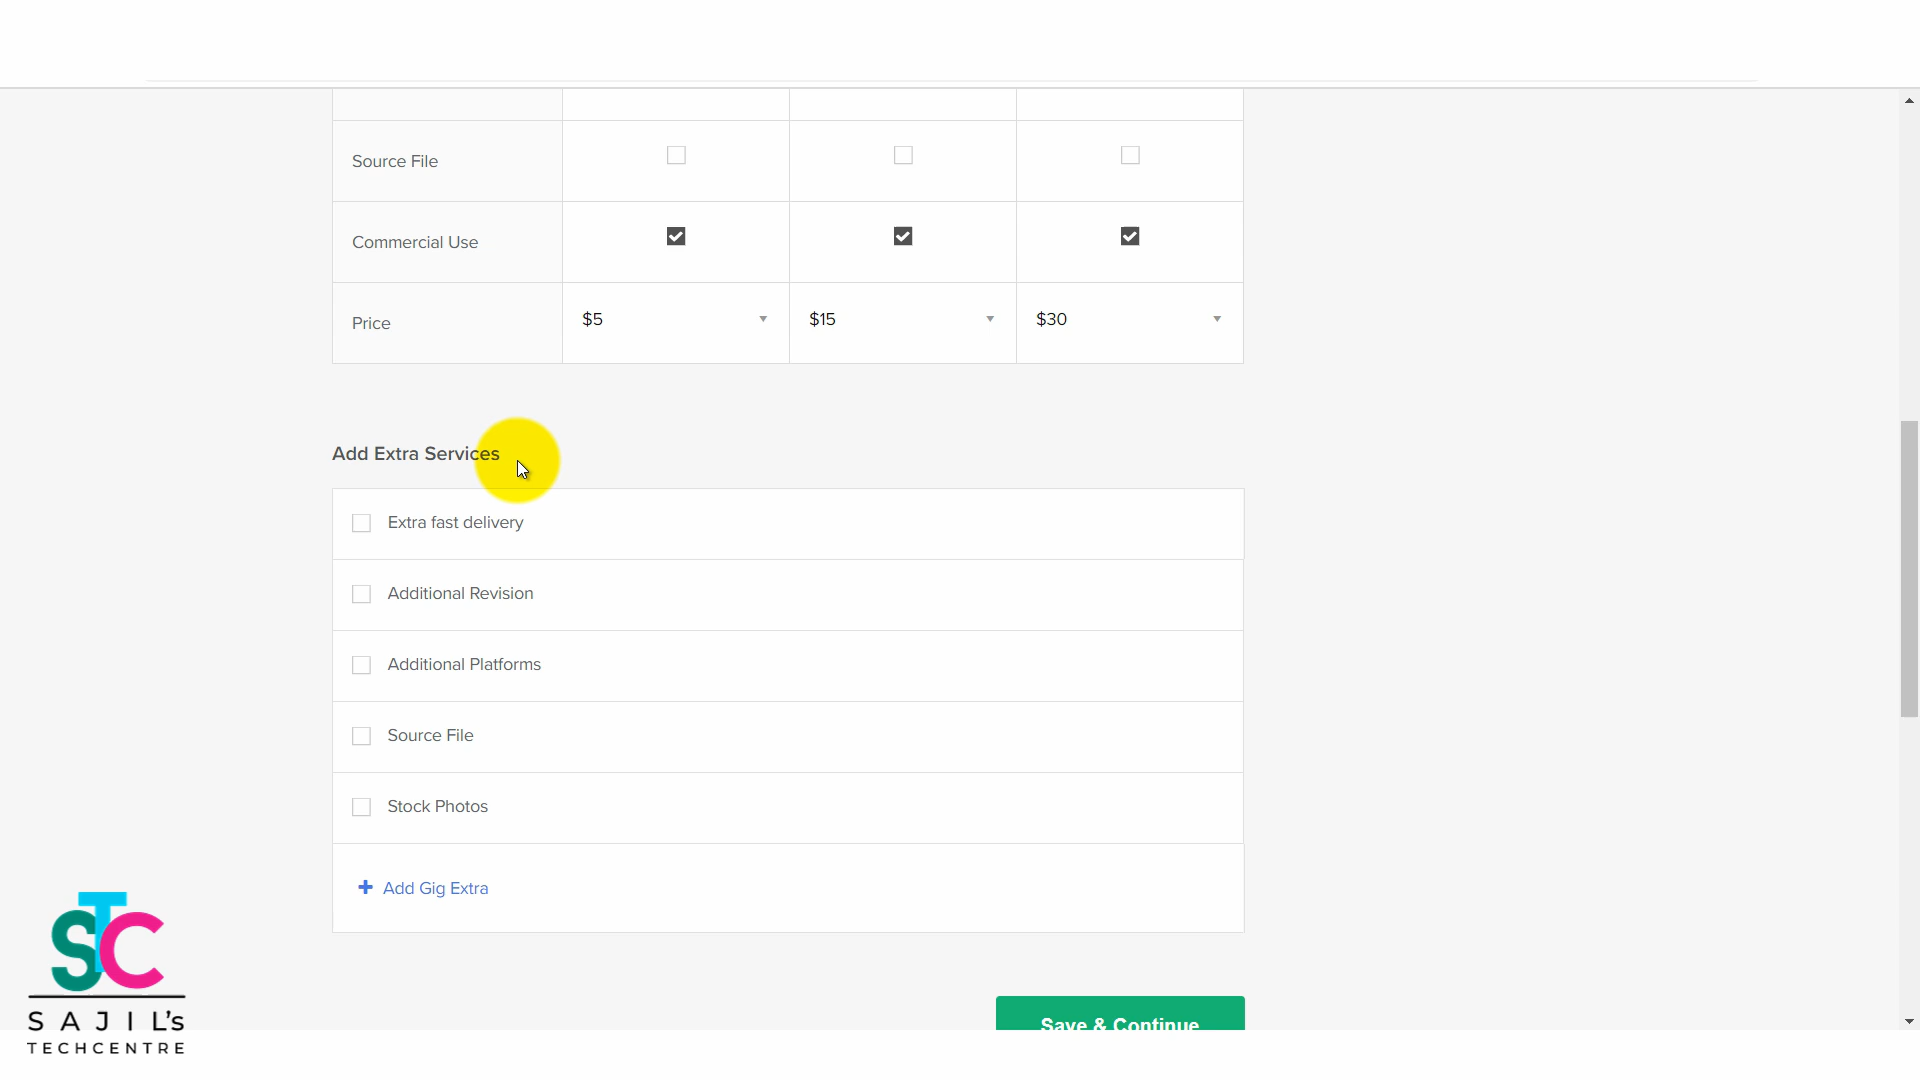 Source File
Commercial Use
Price $5 $15 $30
Add Extra Services
Extra fast delivery
Additional Revision
Additional Platforms
Source File
Stock Photos
+ Add Gig Extra
Save & Continue
STC
SAJIL's
TECHCENTRE